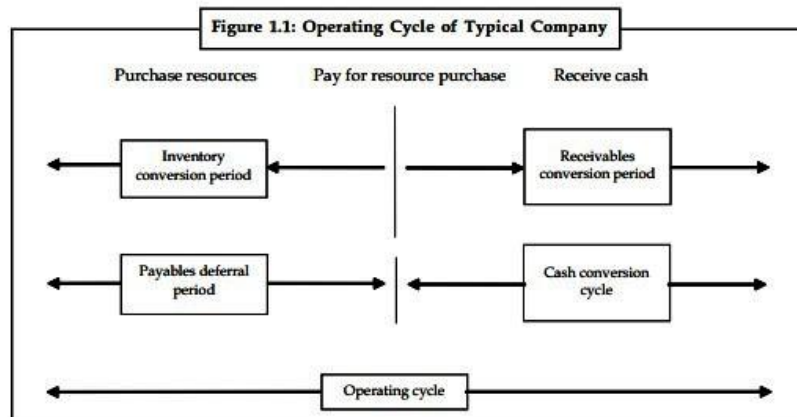 Figure 1.1: Operating Cycle of Typical Company
Purchase resources
Pay for resource purchase
Receive cash
Inventory
conversion period
Receivables
conversion period
Payables deferral
period
Cash conversion
cycle
Operating cycle